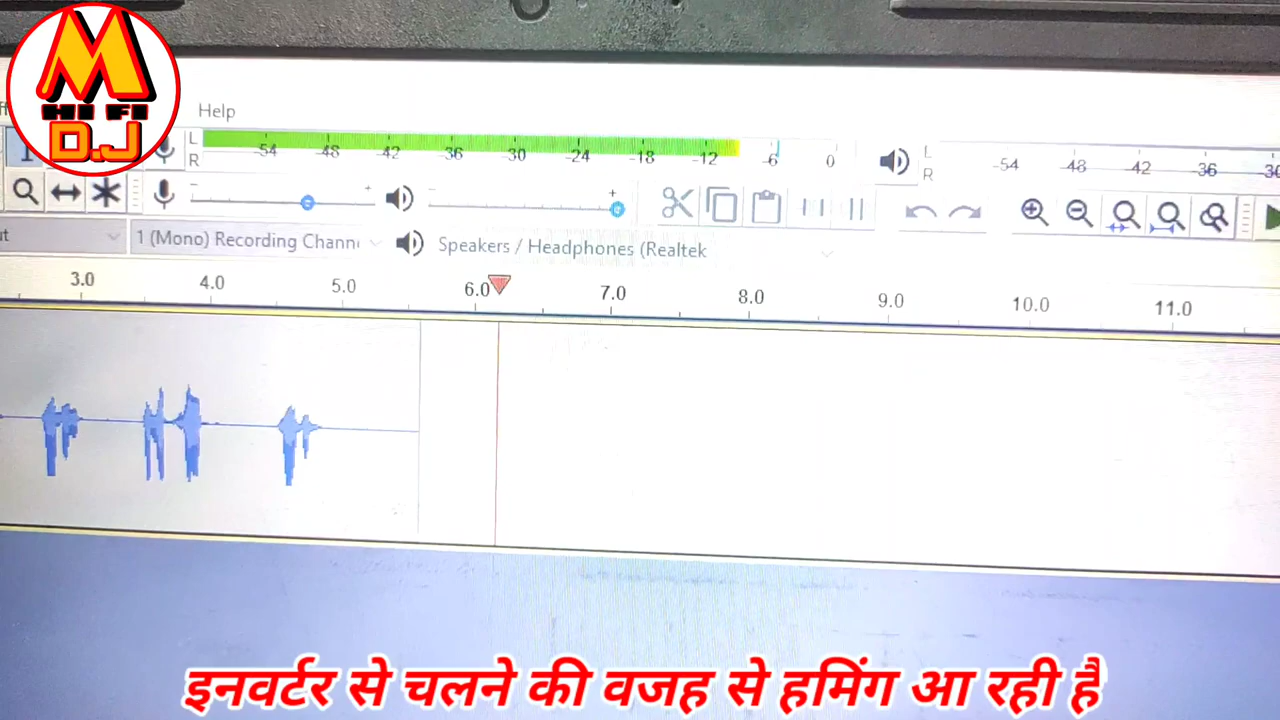 M
HI FI
D.J
Help
L
R
-54 -48 -42 -36 -30 -24 -18 -12 -6 0
L
R
-54 -48 -42 -36 -30
1 (Mono) Recording Chann
Speakers / Headphones (Realtek
3.0 4.0 5.0 6.0 7.0 8.0 9.0 10.0 11.0
इनवर्टर से चलने की वजह से हमिंग आ रही है